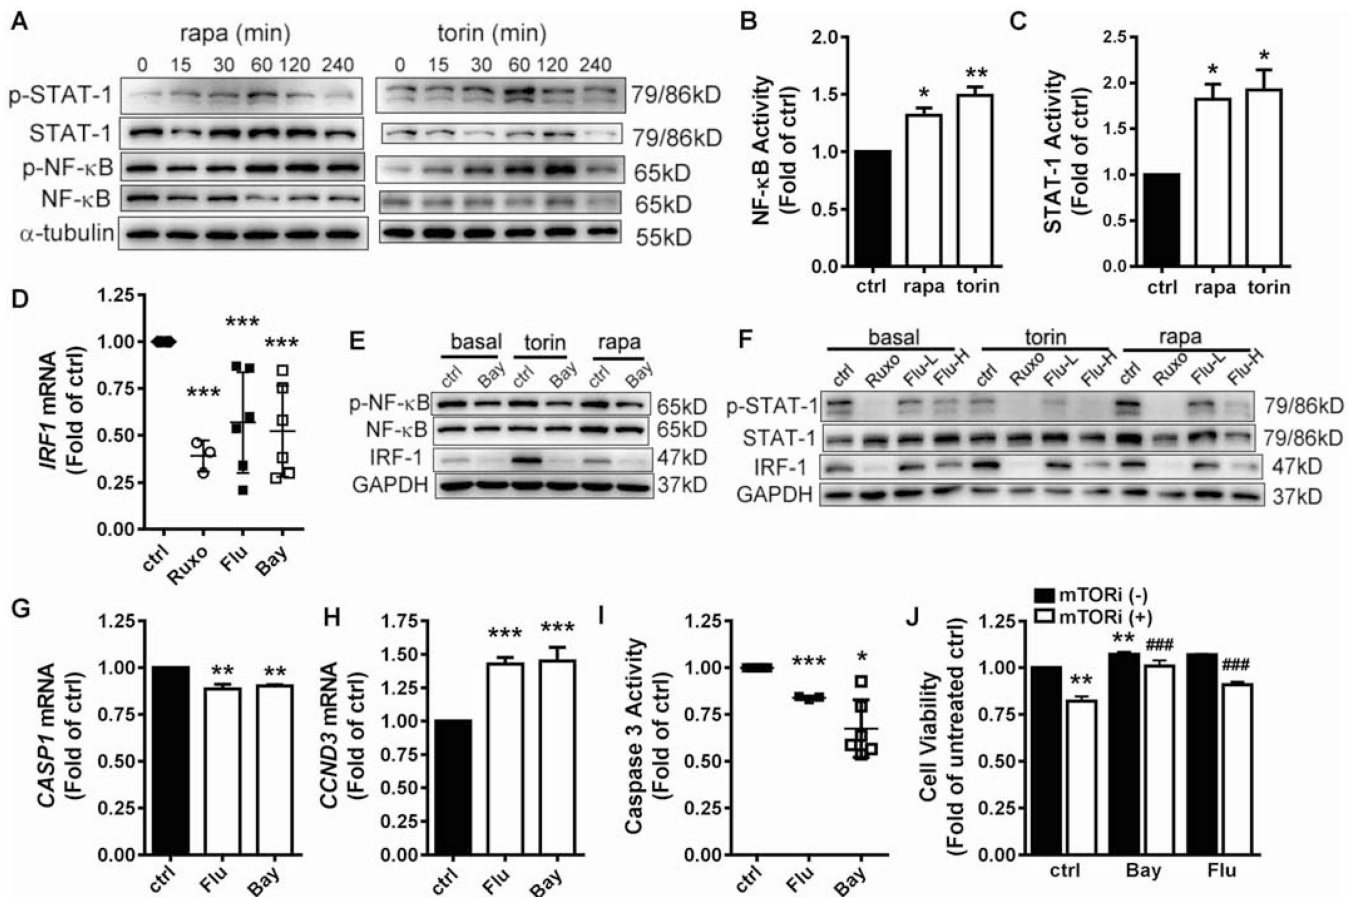 A
rapa (min)
torin (min)
0 15 30 60 120 240
0 15 30 60 120 240
p-STAT-1
79/86kD
STAT-1
79/86kD
p-NF-κB
65kD
NF-κB
65kD
α-tubulin
55kD
B
NF-κB Activity
(Fold of ctrl)
2.0
1.5
1.0
0.5
0.0
*
**
ctrl rapa torin
C
STAT-1 Activity
(Fold of ctrl)
2.5
2.0
1.5
1.0
0.5
0.0
*
*
ctrl rapa torin
D
IRF1 mRNA
(Fold of ctrl)
1.25
1.00
0.75
0.50
0.25
0.00
***
***
***
ctrl Ruxo Flu Bay
E
basal torin rapa
ctrl Bay ctrl Bay ctrl Bay
p-NF-κB 65kD
NF-κB 65kD
IRF-1 47kD
GAPDH 37kD
F
basal torin rapa
ctrl Ruxo Flu-L Flu-H ctrl Ruxo Flu-L Flu-H ctrl Ruxo Flu-L Flu-H
p-STAT-1 79/86kD
STAT-1 79/86kD
IRF-1 47kD
GAPDH 37kD
G
CASP1 mRNA
(Fold of ctrl)
1.25
1.00
0.75
0.50
0.25
0.00
**
**
ctrl Flu Bay
H
CCND3 mRNA
(Fold of ctrl)
1.75
1.50
1.25
1.00
0.75
0.50
0.25
0.00
***
***
ctrl Flu Bay
I
Caspase 3 Activity
(Fold of ctrl)
1.25
1.00
0.75
0.50
0.25
0.00
***
*
ctrl Flu Bay
J
mTORi (-)
mTORi (+)
Cell Viability
(Fold of untreated ctrl)
1.25
1.00
0.75
0.50
0.25
0.00
**
**
###
###
ctrl Bay Flu